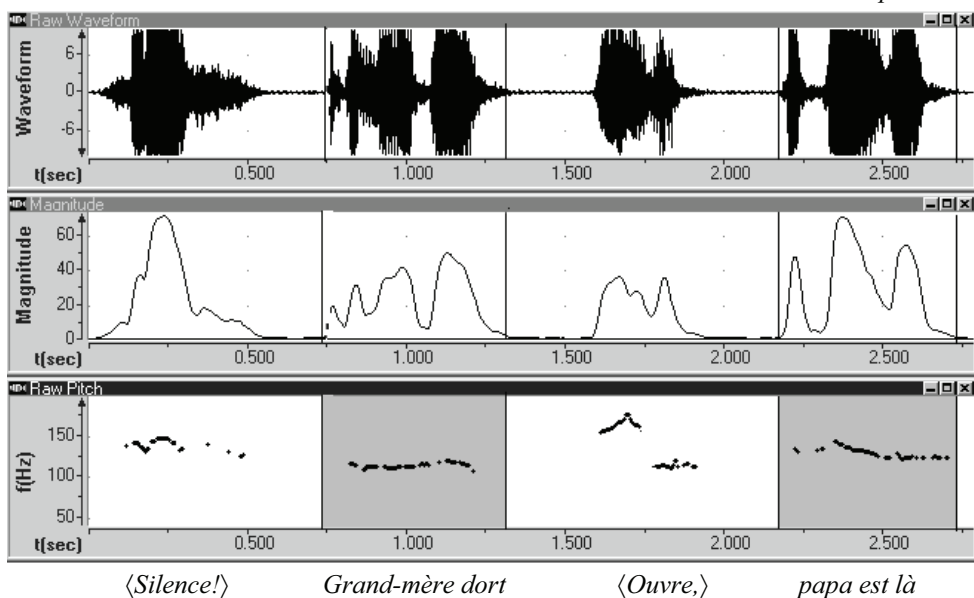 Raw Waveform
Waveform
6
0
-6
t(sec) 0.500 1.000 1.500 2.000 2.500
Magnitude
Magnitude
60
40
20
0
t(sec) 0.500 1.000 1.500 2.000 2.500
Raw Pitch
f(Hz)
150
100
50
t(sec) 0.500 1.000 1.500 2.000 2.500
⟨Silence!⟩ Grand-mère dort ⟨Ouvre,⟩ papa est là